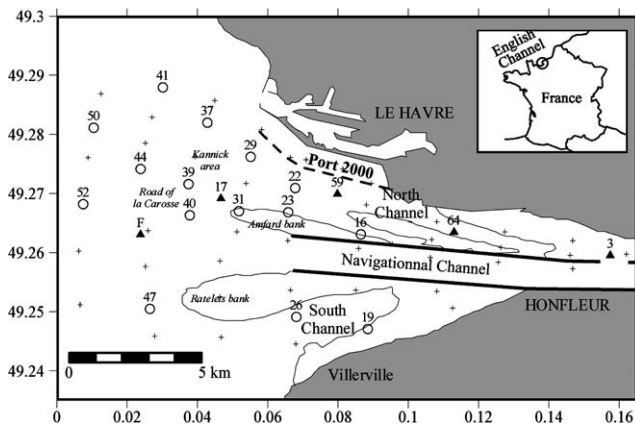 49.3
49.29
49.28
49.27
49.26
49.25
49.24
0
0.02
0.04
0.06
0.08
0.1
0.12
0.14
0.16
English
Channel
France
LE HAVRE
41
50
37
29
Kannick
area
Port 2000
44
39
17
22
59
North
Channel
52
Road of
la Carosse
40
31
23
F
Amfard bank
16
64
3
Navigationnal Channel
HONFLEUR
Ratelets bank
47
26
South
Channel
19
0
5 km
Villerville